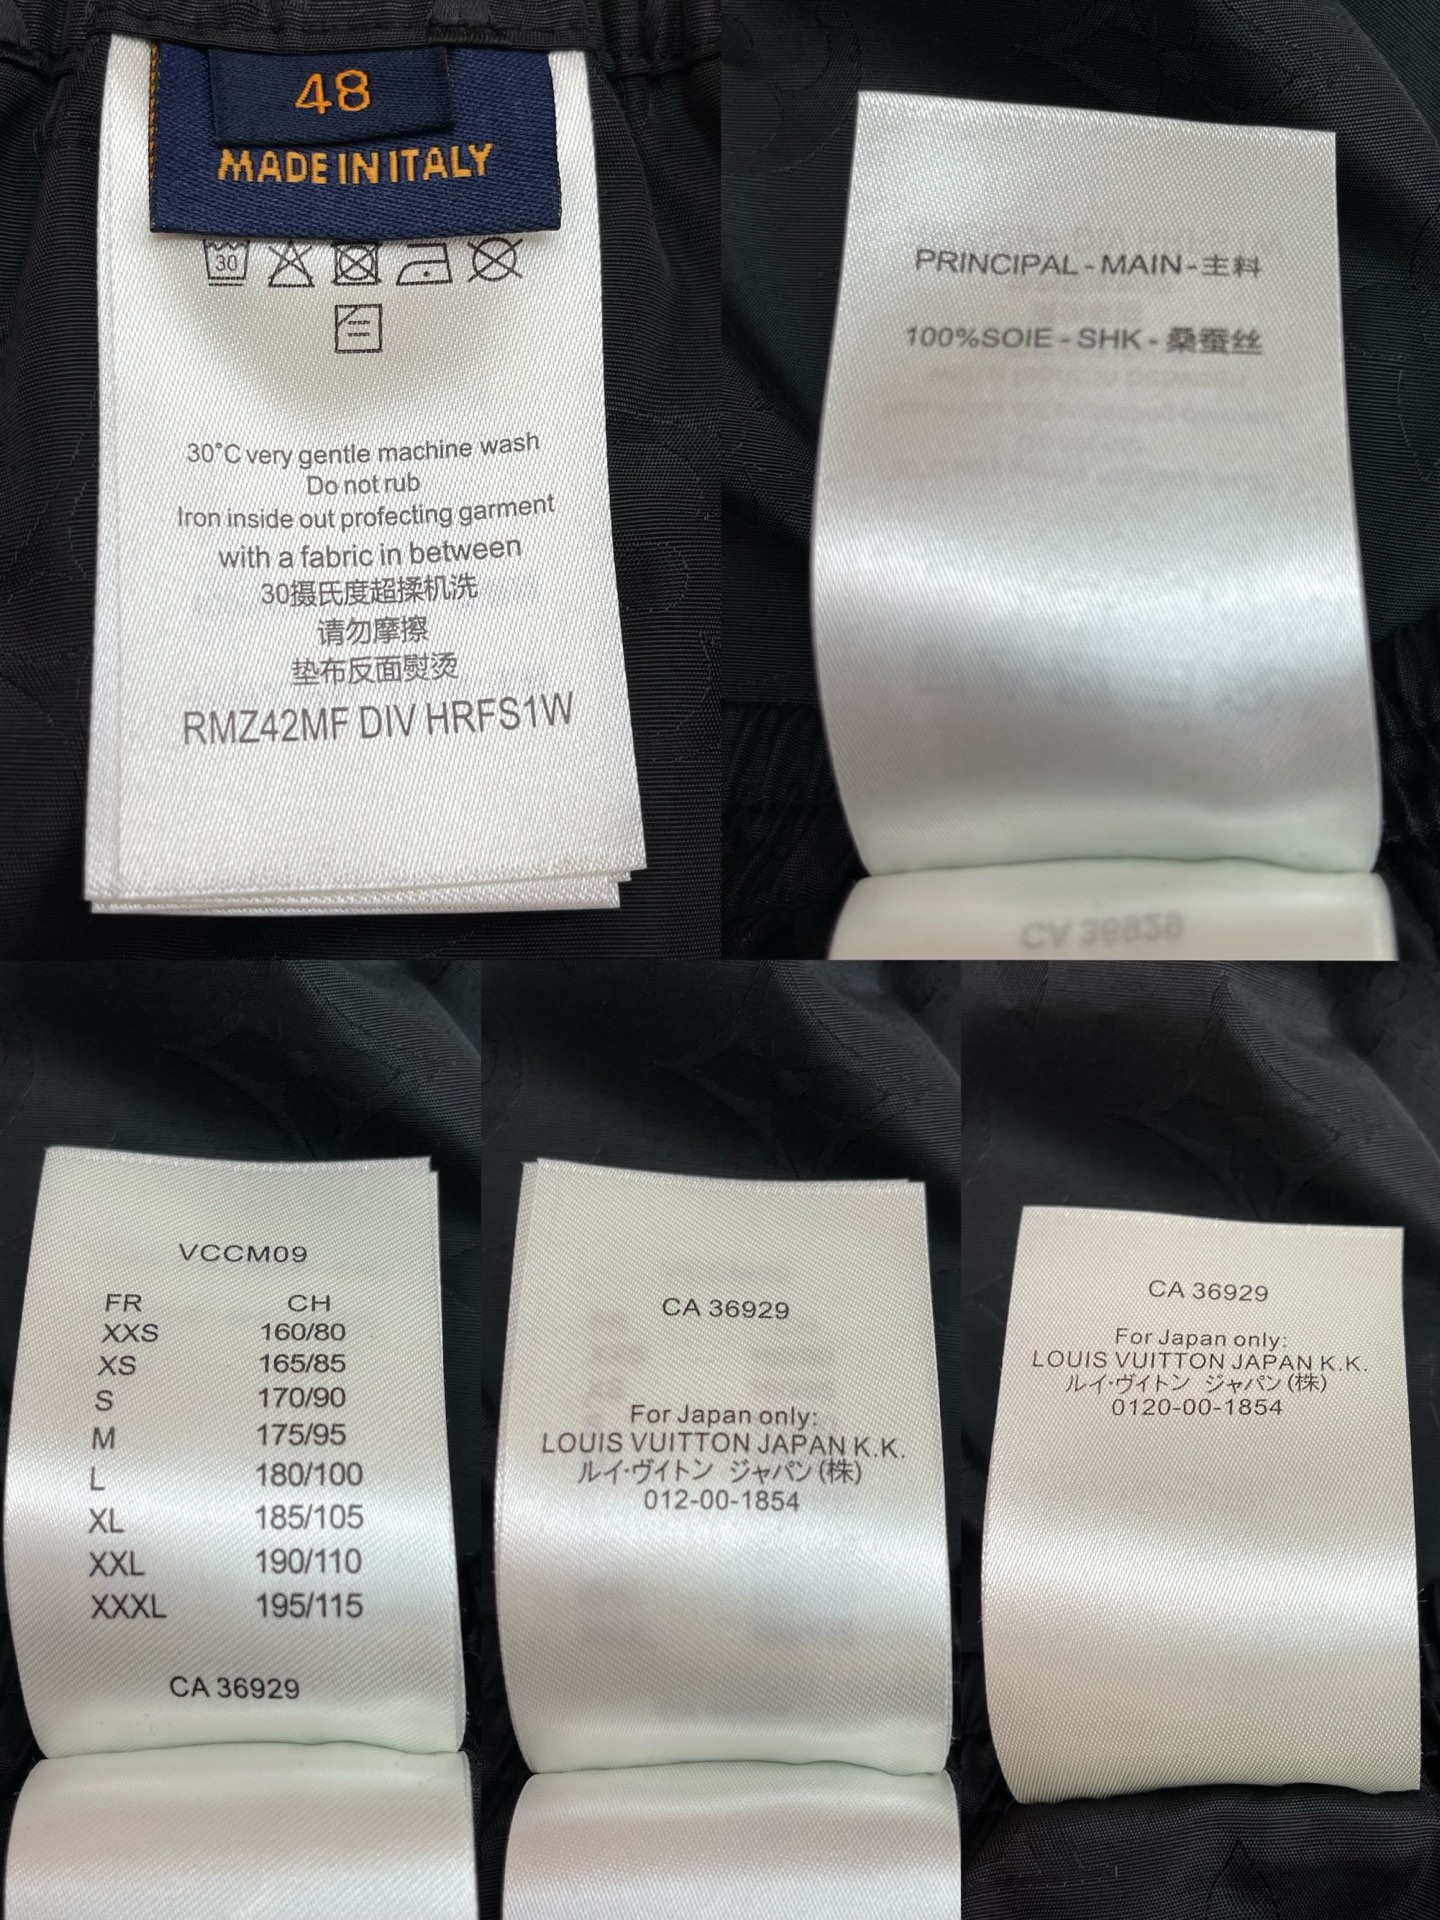 48
MADE IN ITALY
30
30°C very gentle machine wash
Do not rub
Iron inside out profecting garment
with a fabric in between
30摄氏度超揉机洗
请勿摩擦
垫布反面熨烫
RMZ42MF DIV HRFS1W
PRINCIPAL - MAIN - 主料
100%SOIE - SHK - 桑蚕丝
CA 36929
VCCM09
FR CH
XXS 160/80
XS 165/85
S 170/90
M 175/95
L 180/100
XL 185/105
XXL 190/110
XXXL 195/115
CA 36929
CA 36929
For Japan only:
LOUIS VUITTON JAPAN K.K.
ルイ・ヴィトン ジャパン(株)
012-00-1854
CA 36929
For Japan only:
LOUIS VUITTON JAPAN K.K.
ルイ・ヴィトン ジャパン(株)
0120-00-1854